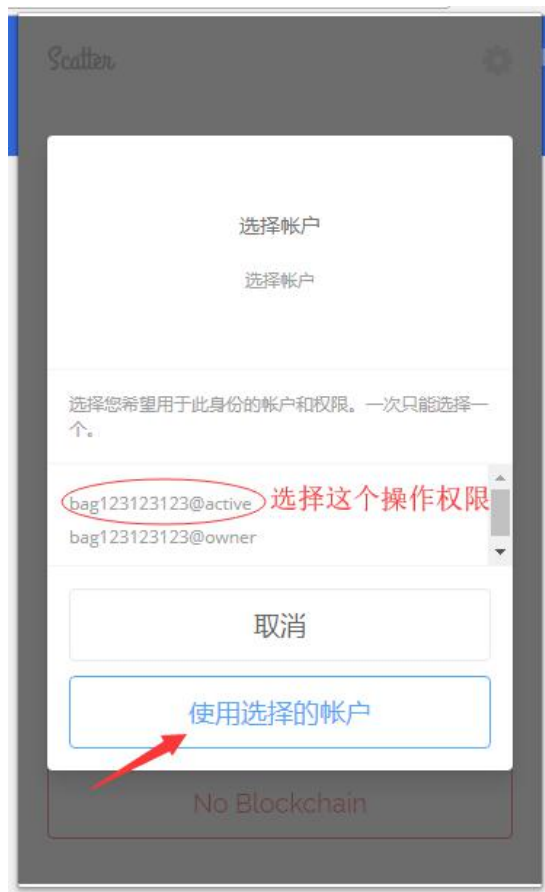 Scatter
选择帐户
选择帐户
选择您希望用于此身份的帐户和权限。一次只能选择一
个。
bag123123123@active 选择这个操作权限
bag123123123@owner
取消
使用选择的帐户
No Blockchain